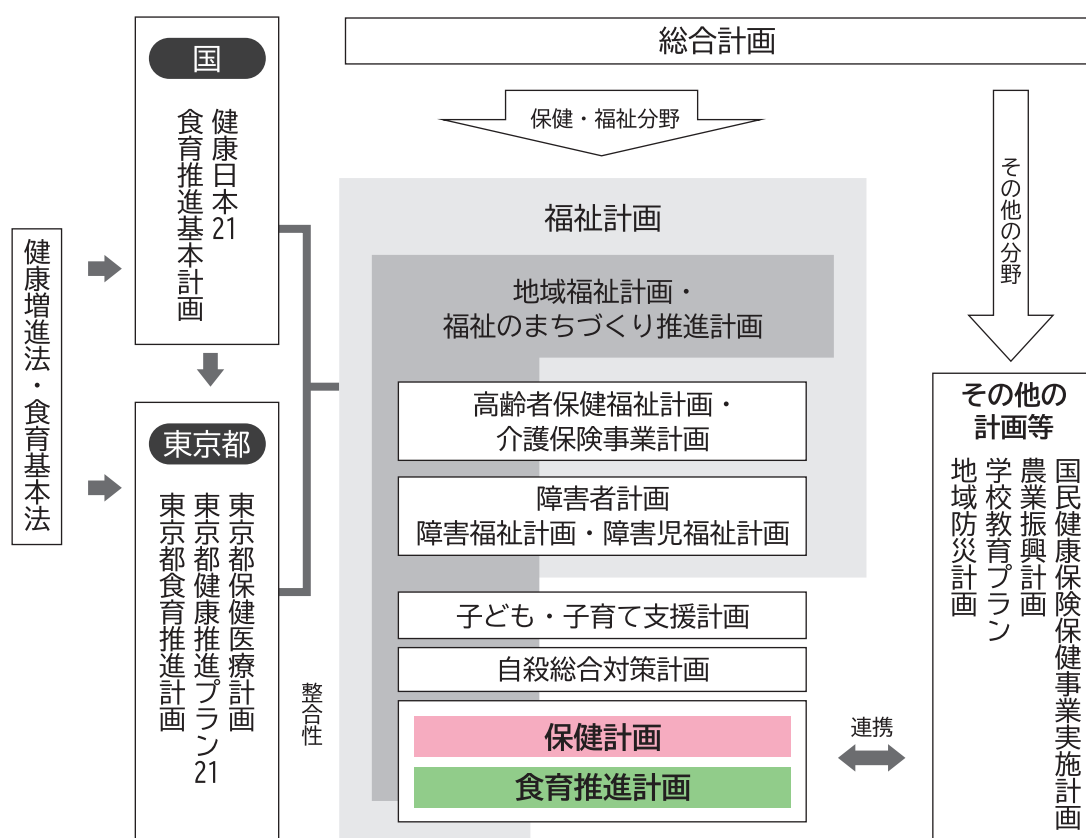 健康増進法・食育基本法
国
健康日本21
食育推進基本計画
東京都
東京都保健医療計画
東京都健康推進プラン21
東京都食育推進計画
整合性
総合計画
保健・福祉分野
福祉計画
地域福祉計画・
福祉のまちづくり推進計画
高齢者保健福祉計画・
介護保険事業計画
障害者計画
障害福祉計画・障害児福祉計画
子ども・子育て支援計画
自殺総合対策計画
保健計画
食育推進計画
連携
その他の分野
その他の
計画等
国民健康保険保健事業実施計画
農業振興計画
学校教育プラン
地域防災計画